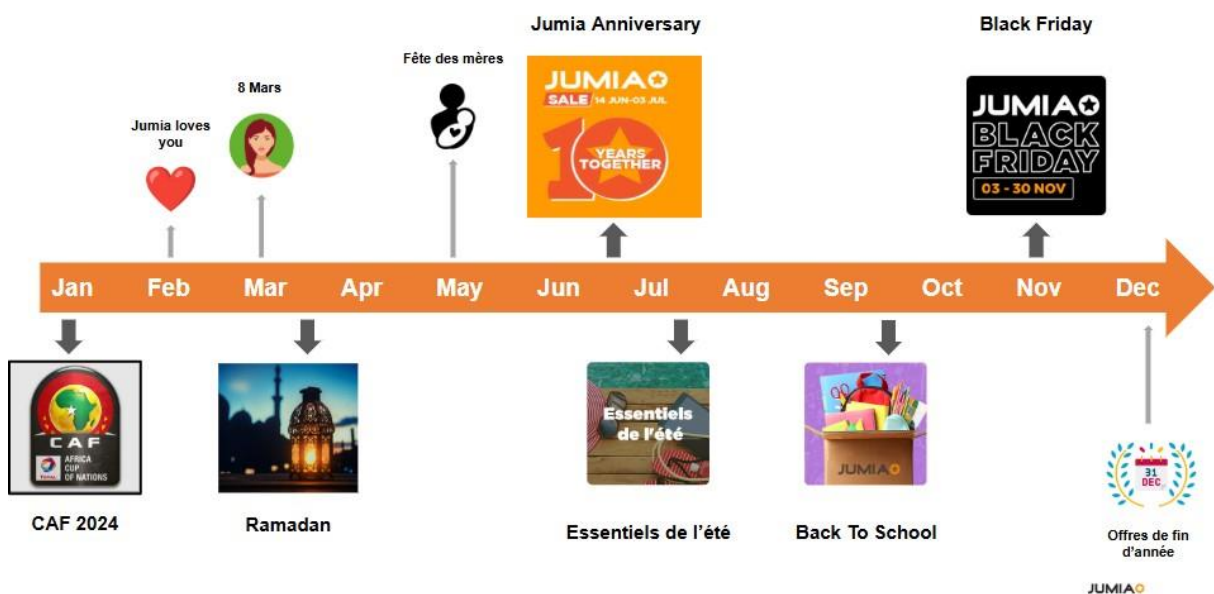 Jumia Anniversary
Black Friday
Fête des mères
8 Mars
Jumia loves
you
JUMIA
SALE 14 JUN-03 JUL
10
YEARS
TOGETHER
JUMIA
BLACK
FRIDAY
03 - 30 NOV
Jan Feb Mar Apr May Jun Jul Aug Sep Oct Nov Dec
CAF
TOTAL
AFRICA
CUP
OF NATIONS
Essentiels
de l'été
JUMIA
31
DEC
CAF 2024
Ramadan
Essentiels de l'été
Back To School
Offres de fin
d'année
JUMIA